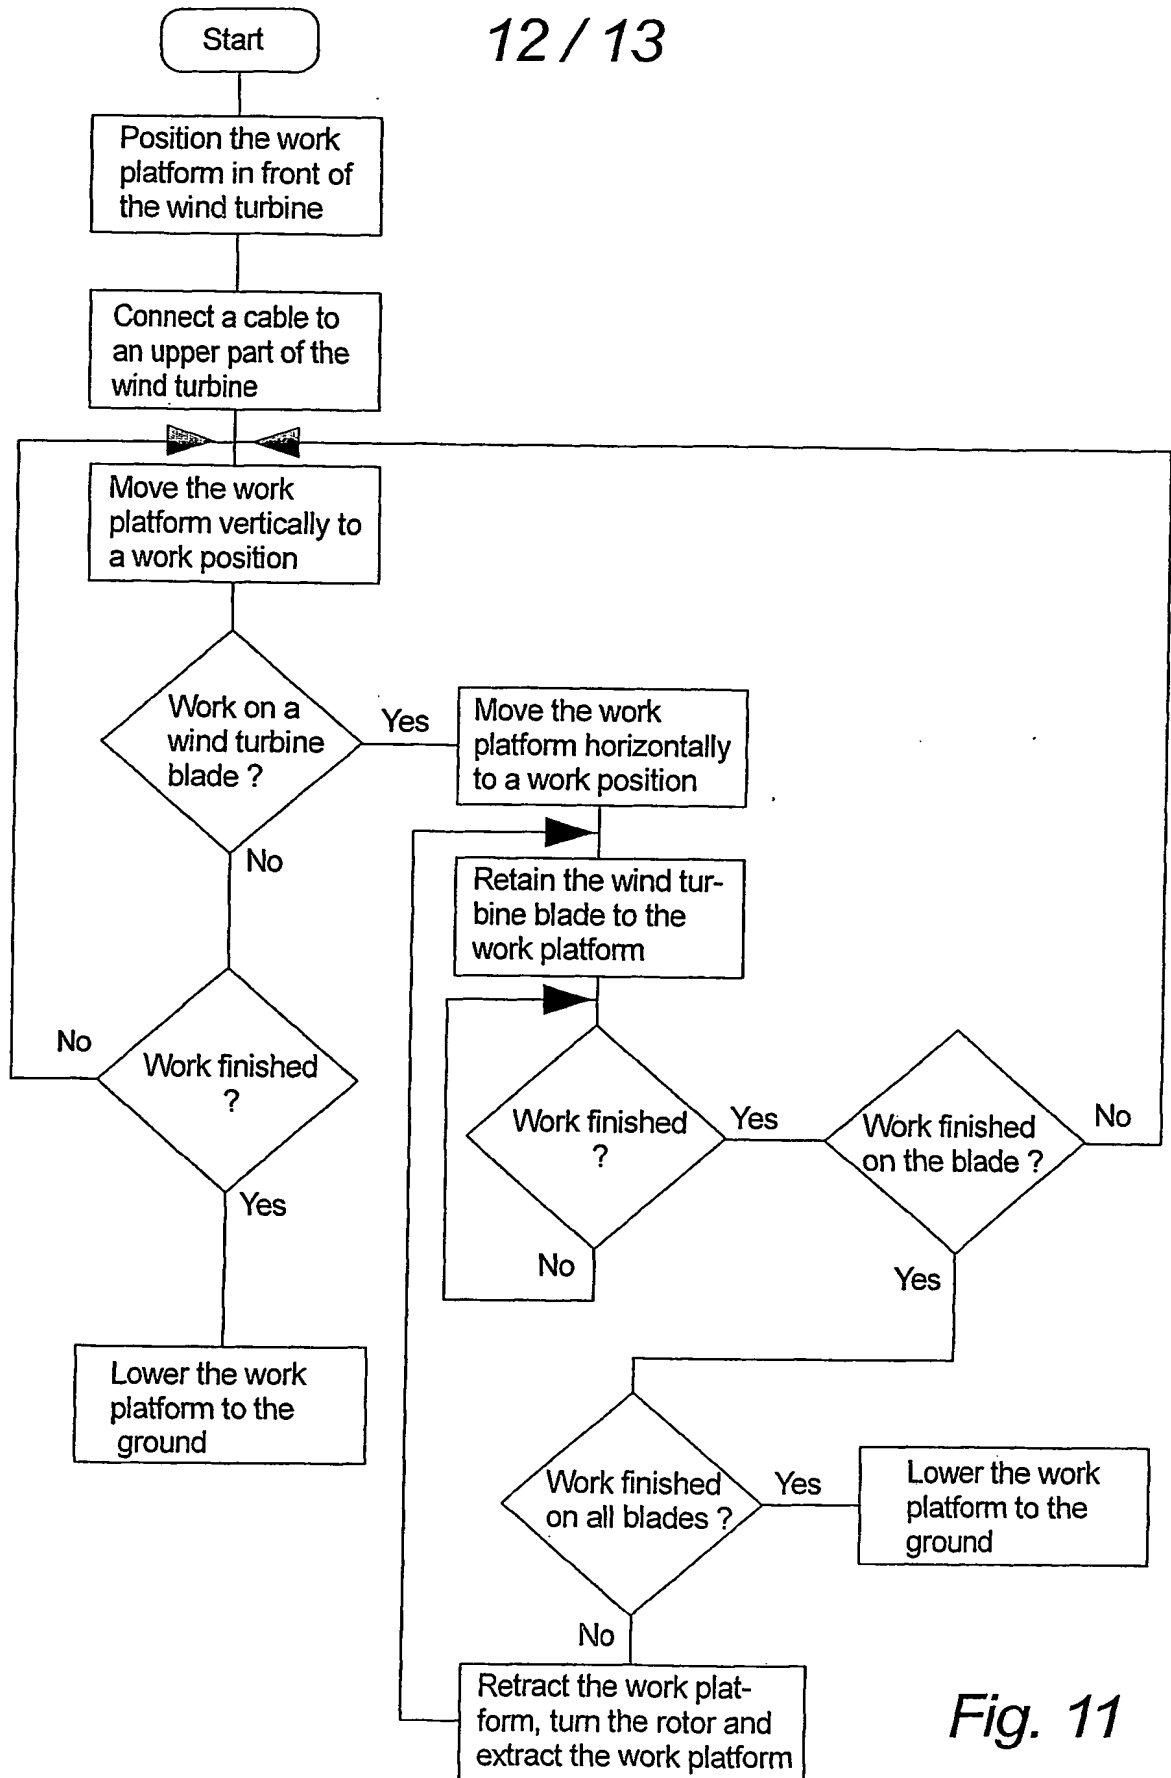 Start
12 / 13
Position the work
platform in front of
the wind turbine
Connect a cable to
an upper part of the
wind turbine
Move the work
platform vertically to
a work position
Work on a
wind turbine
blade ?
Yes
Move the work
platform horizontally
to a work position
No
Retain the wind tur-
bine blade to the
work platform
No
Work finished
?
Yes
Work finished
?
Yes
No
Work finished
on the blade ?
No
Yes
Lower the work
platform to the
ground
Work finished
on all blades ?
Yes
Lower the work
platform to the
ground
No
Retract the work plat-
form, turn the rotor and
extract the work platform
Fig. 11